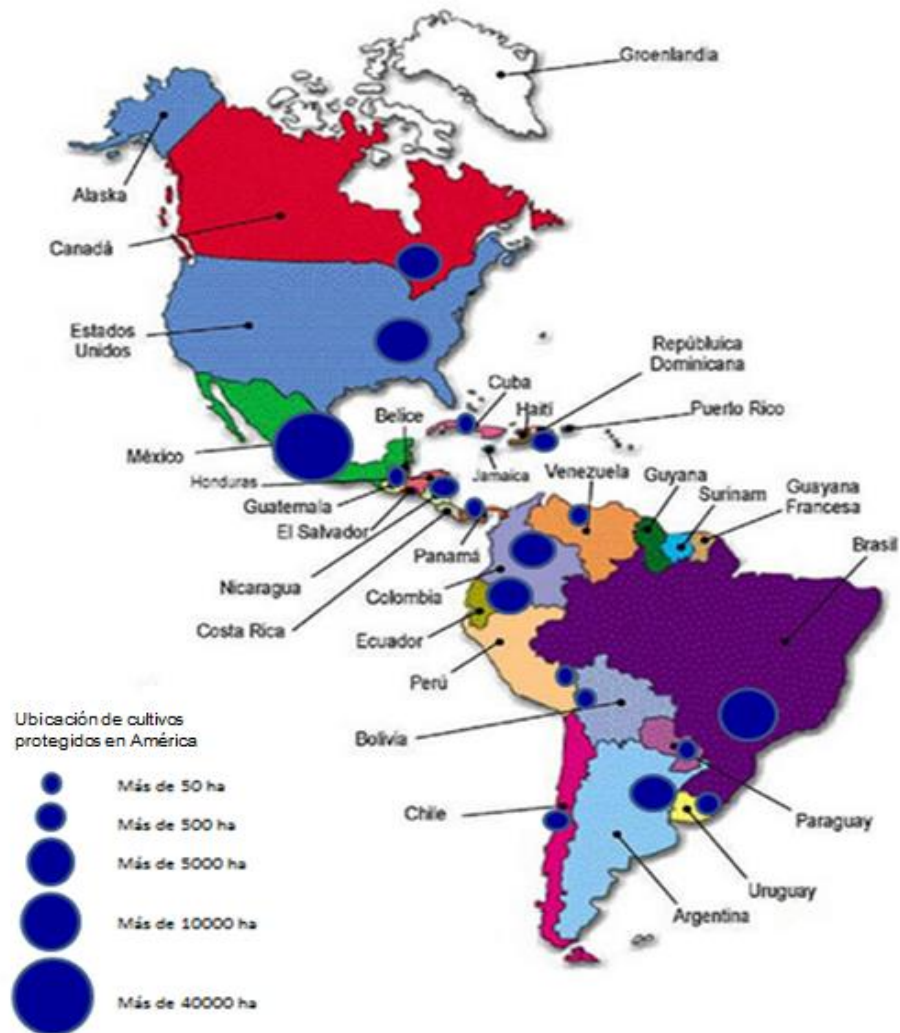 Groenlandia
Alaska
Canadá
Estados
Unidos
Repúbluica
Dominicana
Cuba
Haití
Puerto Rico
Belice
México
Jamaica
Venezuela
Guyana
Honduras
Surinam
Guayana
Francesa
Guatemala
El Salvador
Panamá
Brasil
Nicaragua
Colombia
Costa Rica
Ecuador
Perú
Bolivia
Chile
Paraguay
Uruguay
Argentina
Ubicación de cultivos
protegidos en América
Más de 50 ha
Más de 500 ha
Más de 5000 ha
Más de 10000 ha
Más de 40000 ha